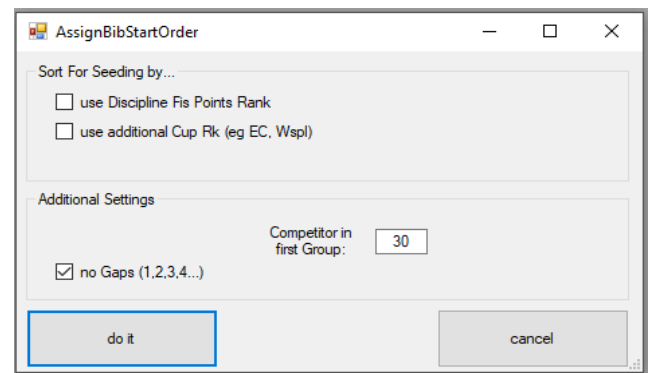 AssignBibStartOrder
Sort For Seeding by...
use Discipline Fis Points Rank
use additional Cup Rk (eg EC, Wspl)
Additional Settings
Competitor in
first Group:
30
no Gaps (1,2,3,4...)
do it
cancel